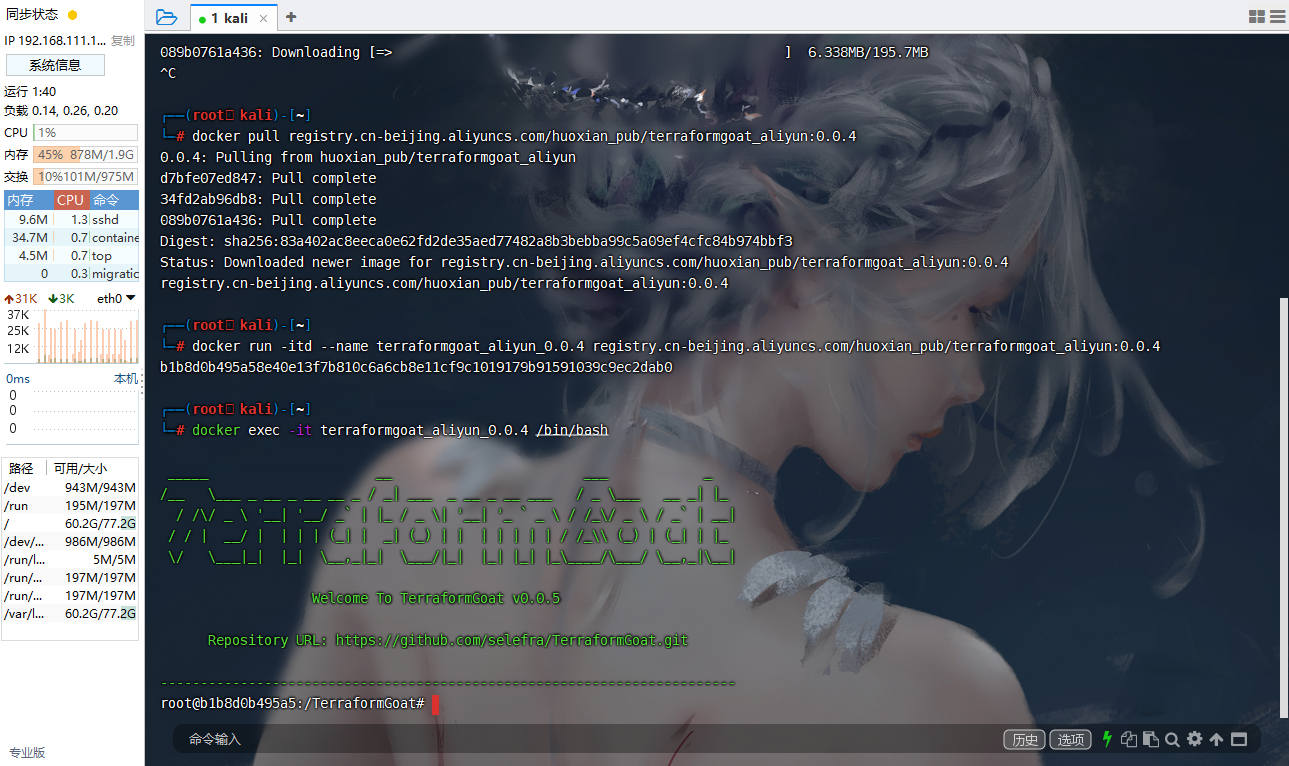 同步状态
IP 192.168.111.1... 复制
系统信息
运行 1:40
负载 0.14, 0.26, 0.20
CPU 1%
内存 45% 878M/1.9G
交换 10% 101M/975M
内存 CPU 命令
9.6M 1.3 sshd
34.7M 0.7 containe
4.5M 0.7 top
0 0.3 migratic
31K 3K eth0
37K
25K
12K
0ms 本机
0
0
0
路径 可用/大小
/dev 943M/943M
/run 195M/197M
/ 60.2G/77.2G
/dev/... 986M/986M
/run/l... 5M/5M
/run/... 197M/197M
/run/... 197M/197M
/var/l... 60.2G/77.2G
专业版
1 kali
089b0761a436: Downloading [=> ] 6.338MB/195.7MB
^C
┌──(root kali)-[~]
└─# docker pull registry.cn-beijing.aliyuncs.com/huoxian_pub/terraformgoat_aliyun:0.0.4
0.0.4: Pulling from huoxian_pub/terraformgoat_aliyun
d7bfe07ed847: Pull complete
34fd2ab96db8: Pull complete
089b0761a436: Pull complete
Digest: sha256:83a402ac8eeca0e62fd2de35aed77482a8b3bebba99c5a09ef4cfc84b974bbf3
Status: Downloaded newer image for registry.cn-beijing.aliyuncs.com/huoxian_pub/terraformgoat_aliyun:0.0.4
registry.cn-beijing.aliyuncs.com/huoxian_pub/terraformgoat_aliyun:0.0.4
┌──(root kali)-[~]
└─# docker run -itd --name terraformgoat_aliyun_0.0.4 registry.cn-beijing.aliyuncs.com/huoxian_pub/terraformgoat_aliyun:0.0.4
b1b8d0b495a58e40e13f7b810c6a6cb8e11cf9c1019179b91591039c9ec2dab0
┌──(root kali)-[~]
└─# docker exec -it terraformgoat_aliyun_0.0.4 /bin/bash
TerraformGoat
Welcome To TerraformGoat v0.0.5
Repository URL: https://github.com/selefra/TerraformGoat.git
------------------------------------------------------------------------
root@b1b8d0b495a5:/TerraformGoat#
命令输入
历史 选项